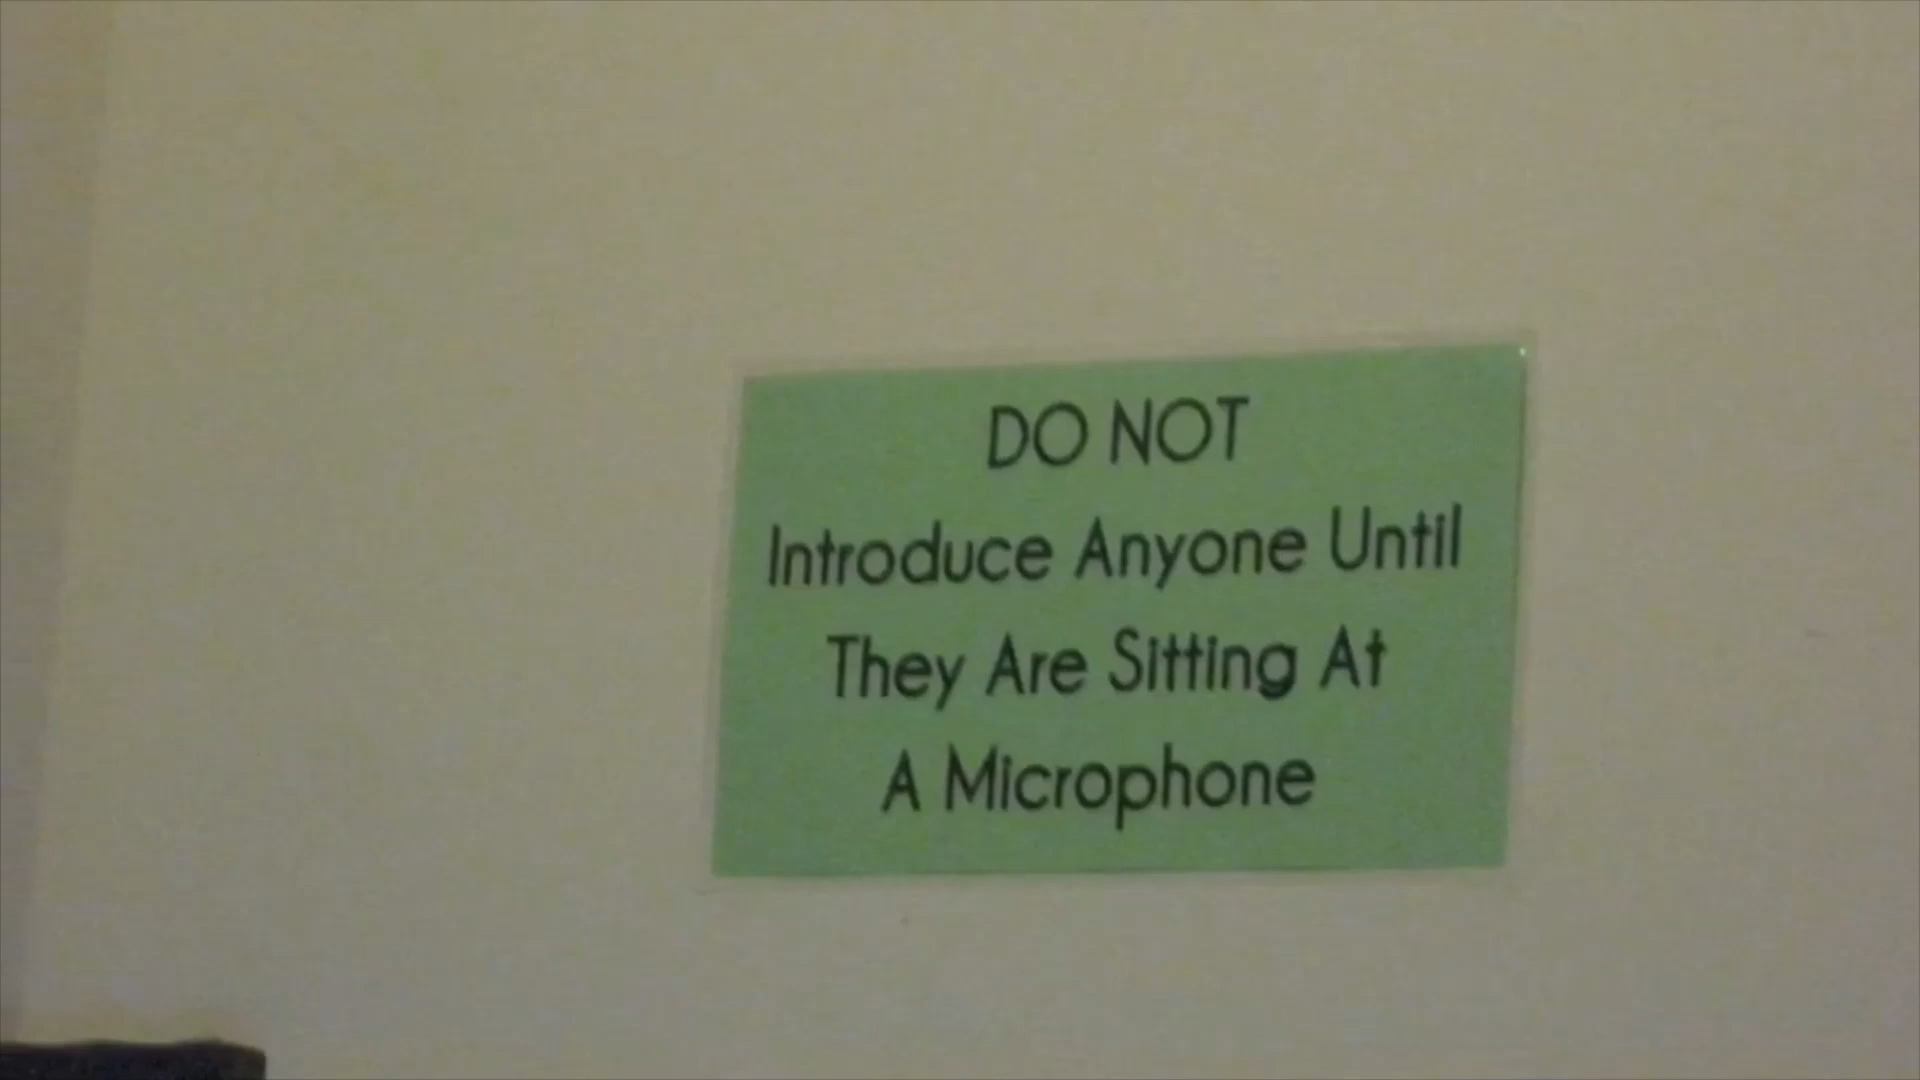 DO NOT
Introduce Anyone Until
They Are Sitting At
A Microphone